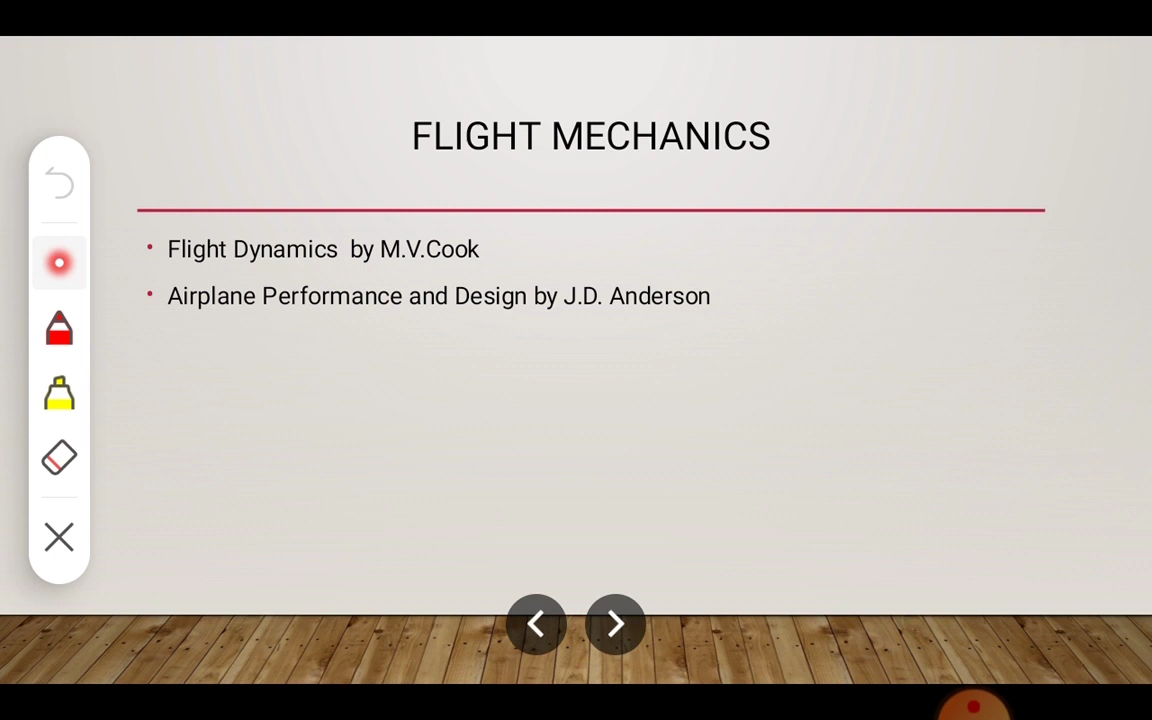 FLIGHT MECHANICS
• Flight Dynamics  by M.V.Cook
• Airplane Performance and Design by J.D. Anderson